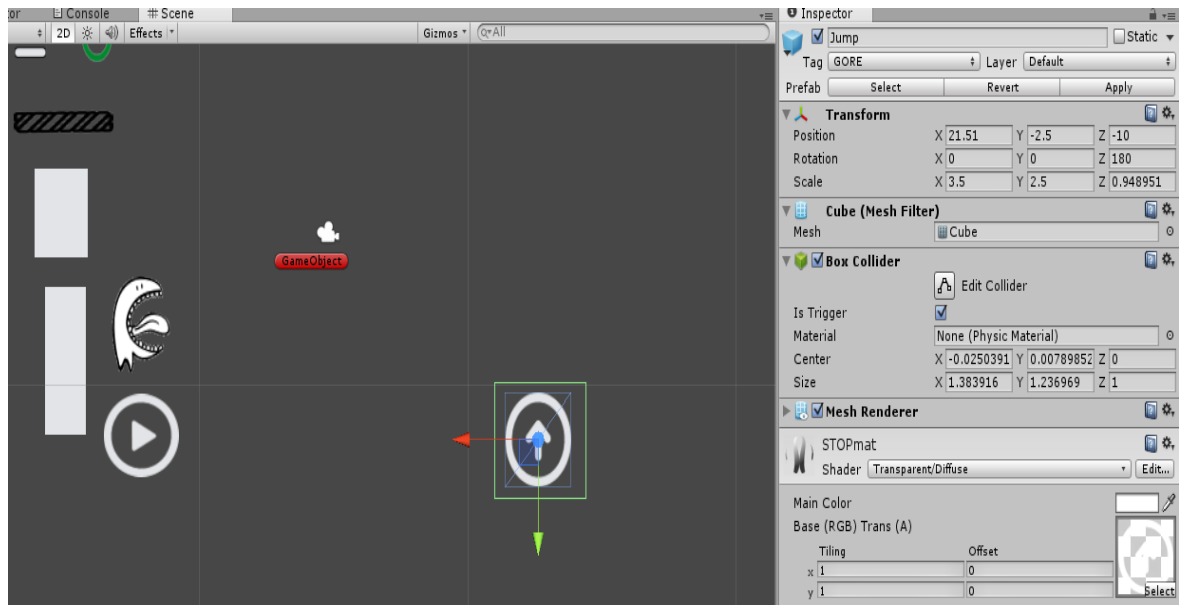 tor Console # Scene
2D Effects Gizmos All
GameObject
Inspector
Jump Static
Tag GORE Layer Default
Prefab Select Revert Apply
Transform
Position X 21.51 Y -2.5 Z -10
Rotation X 0 Y 0 Z 180
Scale X 3.5 Y 2.5 Z 0.948951
Cube (Mesh Filter)
Mesh Cube
Box Collider
Edit Collider
Is Trigger
Material None (Physic Material)
Center X -0.0250391 Y 0.00789852 Z 0
Size X 1.383916 Y 1.236969 Z 1
Mesh Renderer
STOPmat
Shader Transparent/Diffuse Edit...
Main Color
Base (RGB) Trans (A)
Tiling Offset
x 1 0
y 1 0 Select